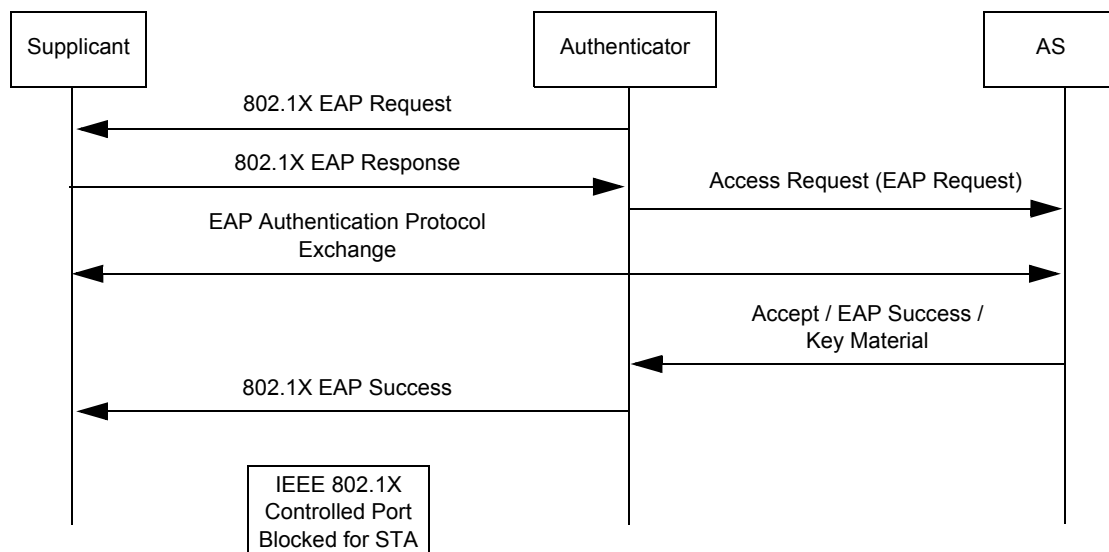 Supplicant
Authenticator
AS
802.1X EAP Request
802.1X EAP Response
Access Request (EAP Request)
EAP Authentication Protocol
Exchange
Accept / EAP Success /
Key Material
802.1X EAP Success
IEEE 802.1X
Controlled Port
Blocked for STA